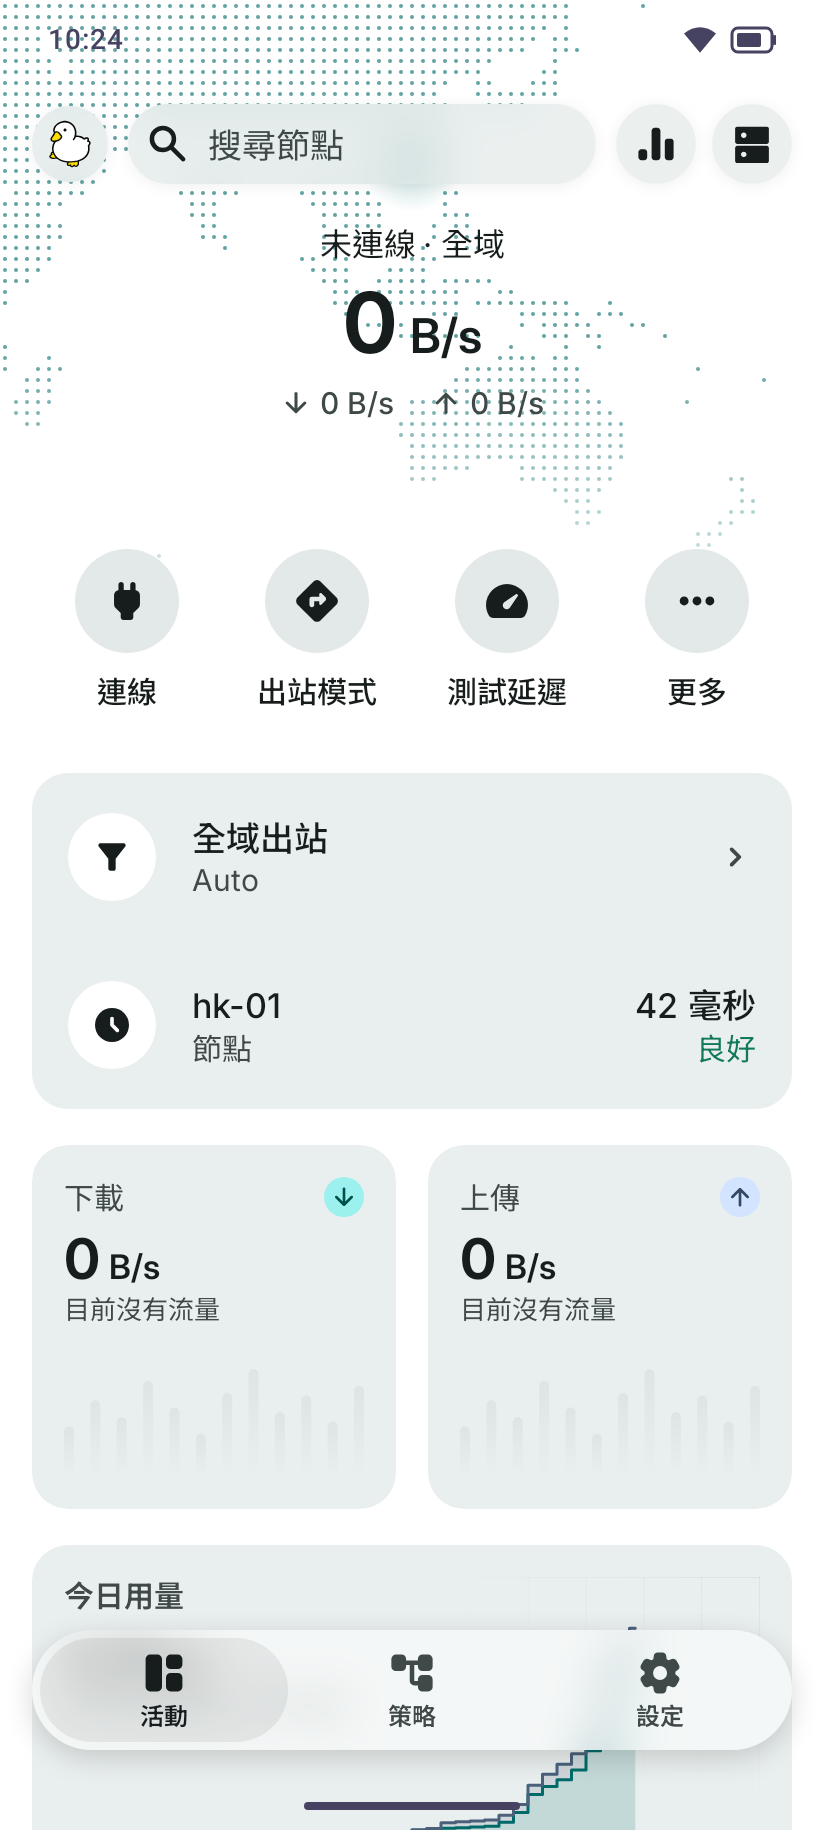 10:24
搜尋節點
未連線 · 全域
0 B/s
0 B/s 0 B/s
連線 出站模式 測試延遲 更多
全域出站
Auto
hk-01 42 毫秒
節點 良好
下載 上傳
0 B/s 0 B/s
目前沒有流量 目前沒有流量
今日用量
活動 策略 設定